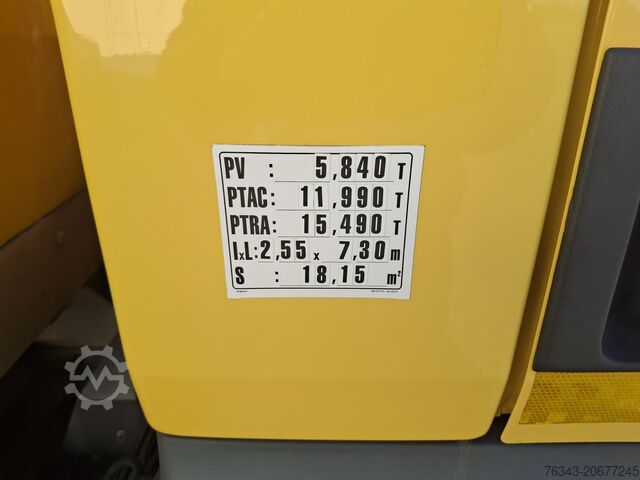 PV : 5,840 T
PTAC: 11,990 T
PTRA: 15,490 T
lxL: 2,55 x 7,30 m
S : 18,15 m²
76343-20677245